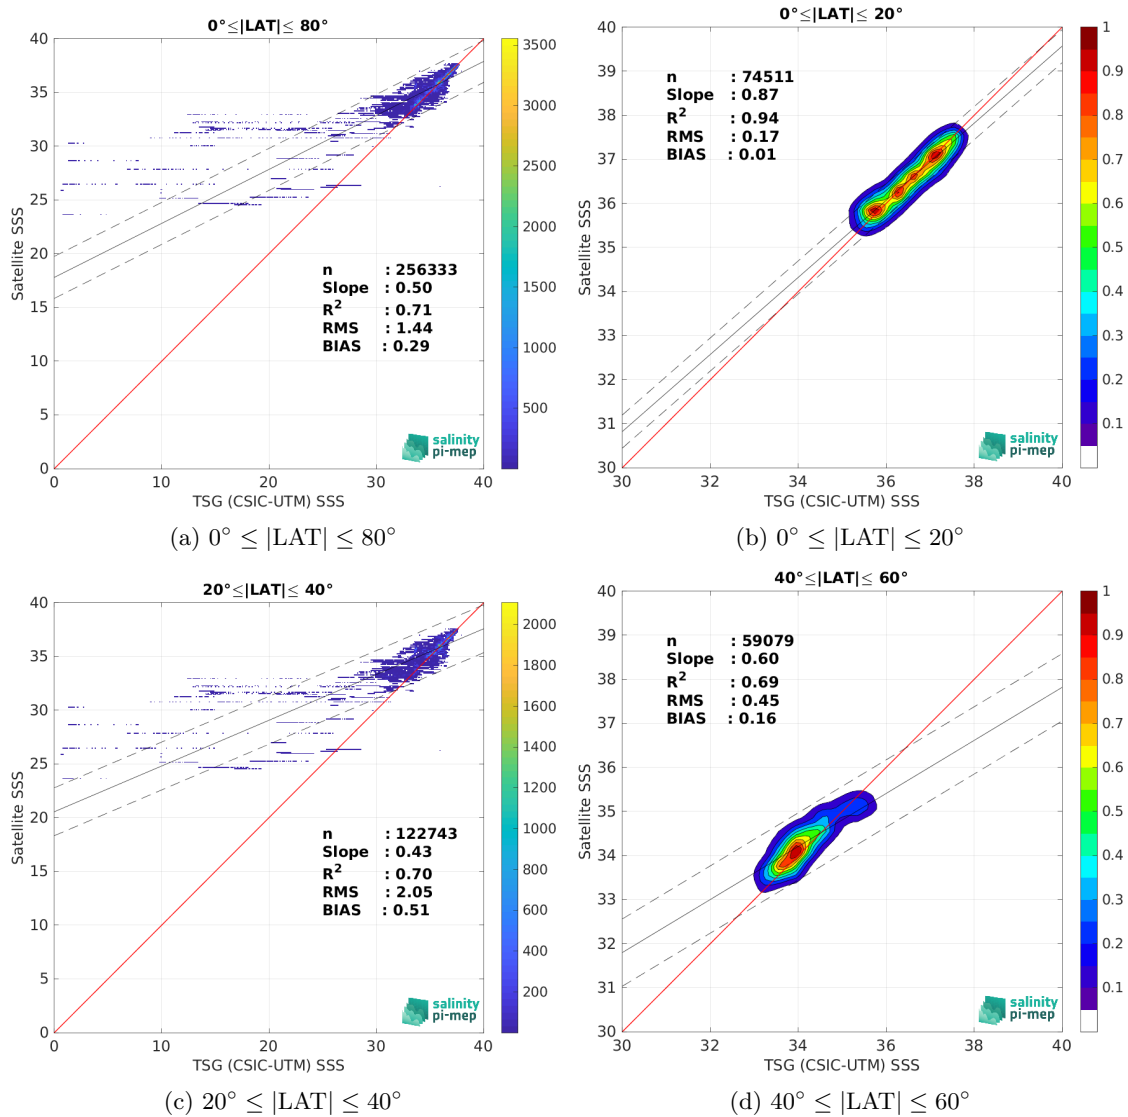 0°≤|LAT|≤ 80°
40
35
30
25
20
15
10
5
0
Satellite SSS
n : 256333
Slope : 0.50
R² : 0.71
RMS : 1.44
BIAS : 0.29
salinity
pi-mep
0 10 20 30 40
TSG (CSIC-UTM) SSS
3500
3000
2500
2000
1500
1000
500
(a) 0° ≤ |LAT| ≤ 80°
0°≤|LAT|≤ 20°
40
39
38
37
36
35
34
33
32
31
30
Satellite SSS
n : 74511
Slope : 0.87
R² : 0.94
RMS : 0.17
BIAS : 0.01
salinity
pi-mep
30 32 34 36 38 40
TSG (CSIC-UTM) SSS
1
0.9
0.8
0.7
0.6
0.5
0.4
0.3
0.2
0.1
(b) 0° ≤ |LAT| ≤ 20°
20°≤|LAT|≤ 40°
40
35
30
25
20
15
10
5
0
Satellite SSS
n : 122743
Slope : 0.43
R² : 0.70
RMS : 2.05
BIAS : 0.51
salinity
pi-mep
0 10 20 30 40
TSG (CSIC-UTM) SSS
2000
1800
1600
1400
1200
1000
800
600
400
200
(c) 20° ≤ |LAT| ≤ 40°
40°≤|LAT|≤ 60°
40
39
38
37
36
35
34
33
32
31
30
Satellite SSS
n : 59079
Slope : 0.60
R² : 0.69
RMS : 0.45
BIAS : 0.16
salinity
pi-mep
30 32 34 36 38 40
TSG (CSIC-UTM) SSS
1
0.9
0.8
0.7
0.6
0.5
0.4
0.3
0.2
0.1
(d) 40° ≤ |LAT| ≤ 60°